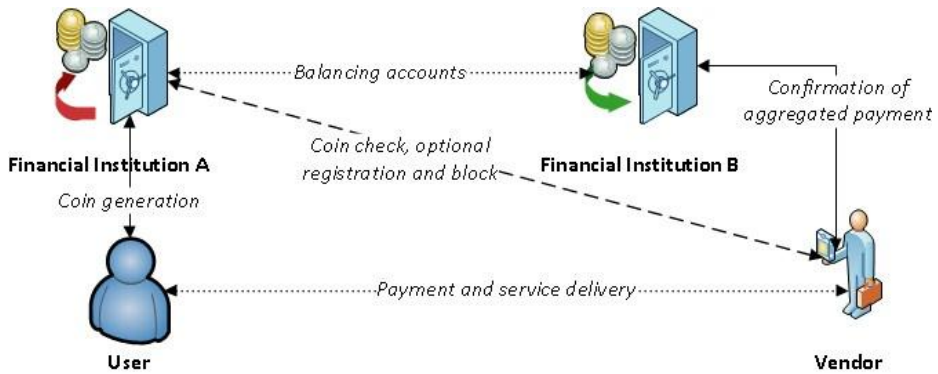 Balancing accounts
Confirmation of
aggregated payment
Financial Institution A
Coin check, optional
registration and block
Financial Institution B
Coin generation
Payment and service delivery
User
Vendor